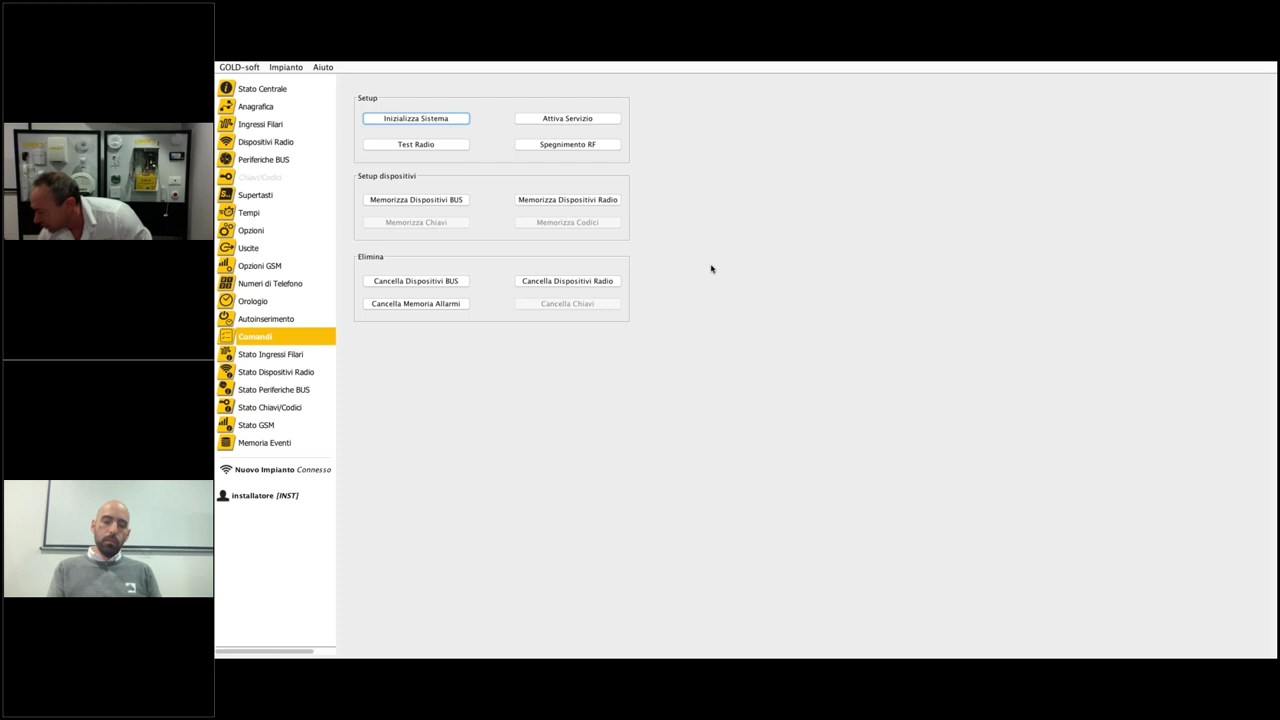 GOLD-soft Impianto Aiuto
Stato Centrale
Anagrafica
Ingressi Filari
Dispositivi Radio
Periferiche BUS
Chiavi/Codici
Supertasti
Tempi
Opzioni
Uscite
Opzioni GSM
Numeri di Telefono
Orologio
Autoinserimento
Comandi
Stato Ingressi Filari
Stato Dispositivi Radio
Stato Periferiche BUS
Stato Chiavi/Codici
Stato GSM
Memoria Eventi
Nuovo Impianto Connesso
installatore [INST]
Setup
Inizializza Sistema Attiva Servizio
Test Radio Spegnimento RF
Setup dispositivi
Memorizza Dispositivi BUS Memorizza Dispositivi Radio
Memorizza Chiavi Memorizza Codici
Elimina
Cancella Dispositivi BUS Cancella Dispositivi Radio
Cancella Memoria Allarmi Cancella Chiavi